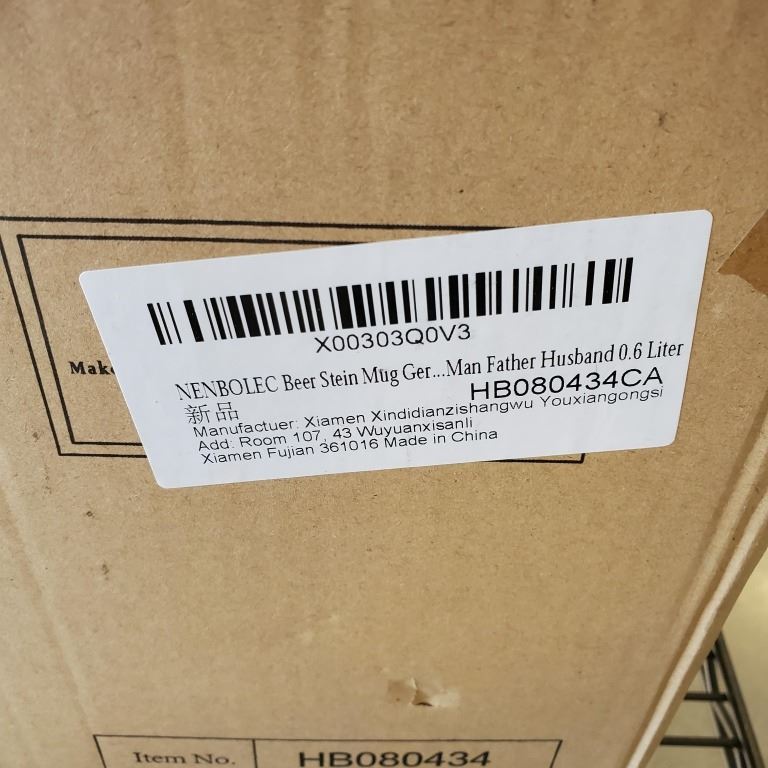 X00303Q0V3
NENBOLEC Beer Stein Mug Ger...Man Father Husband 0.6 Liter
新品
HB080434CA
Manufactuer: Xiamen Xindidianzishangwu Youxiangongsi
Add: Room 107, 43 Wuyuanxisanli
Xiamen Fujian 361016 Made in China
Item No. HB080434